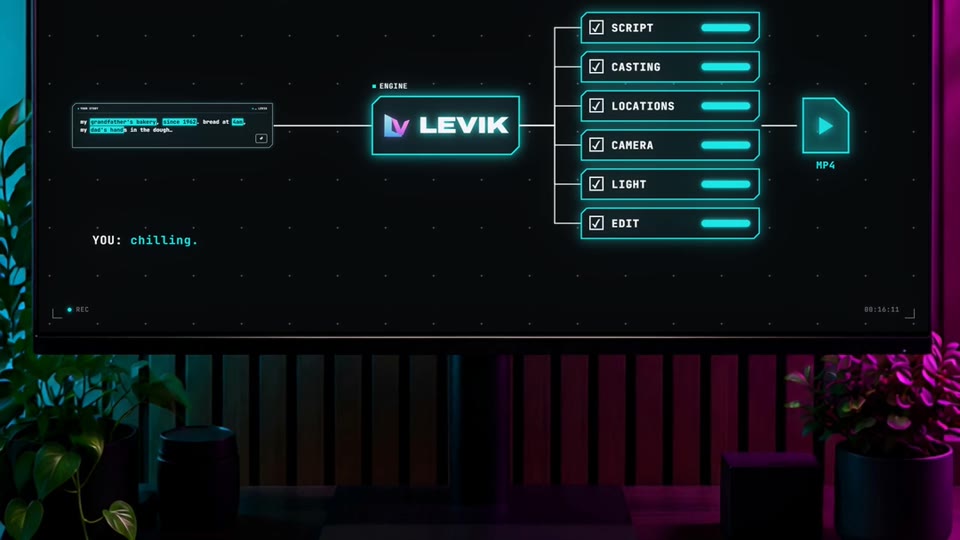 YOUR STORY
LEVIK
my grandfather's bakery, since 1962. bread at 4am.
my dad's hands in the dough…
ENGINE
LEVIK
SCRIPT
CASTING
LOCATIONS
CAMERA
LIGHT
EDIT
MP4
YOU: chilling.
REC
00:16:11